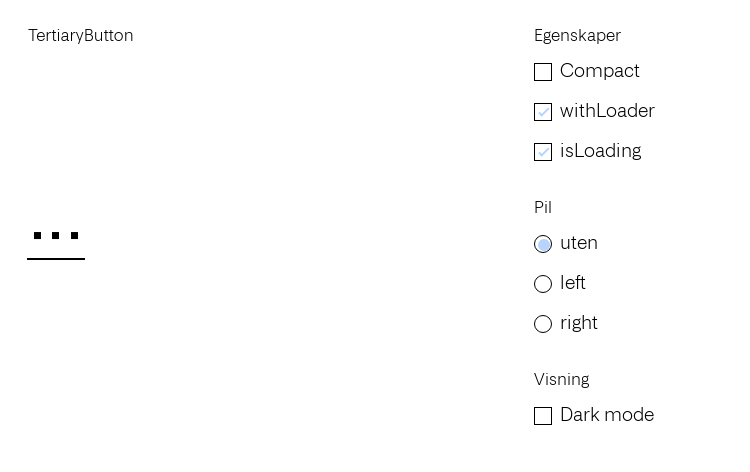 TertiaryButton
Egenskaper
Compact
withLoader
isLoading
Pil
uten
left
right
Visning
Dark mode